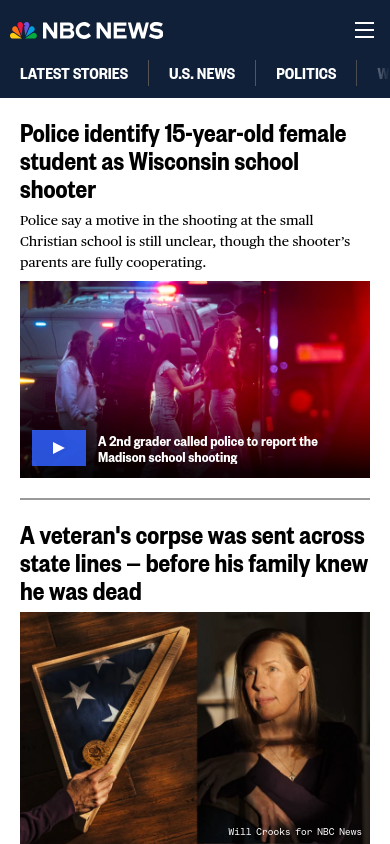 NBC NEWS
LATEST STORIES
U.S. NEWS
POLITICS
Police identify 15-year-old female
student as Wisconsin school
shooter
Police say a motive in the shooting at the small
Christian school is still unclear, though the shooter’s
parents are fully cooperating.
A 2nd grader called police to report the
Madison school shooting
A veteran's corpse was sent across
state lines — before his family knew
he was dead
Will Crooks for NBC News